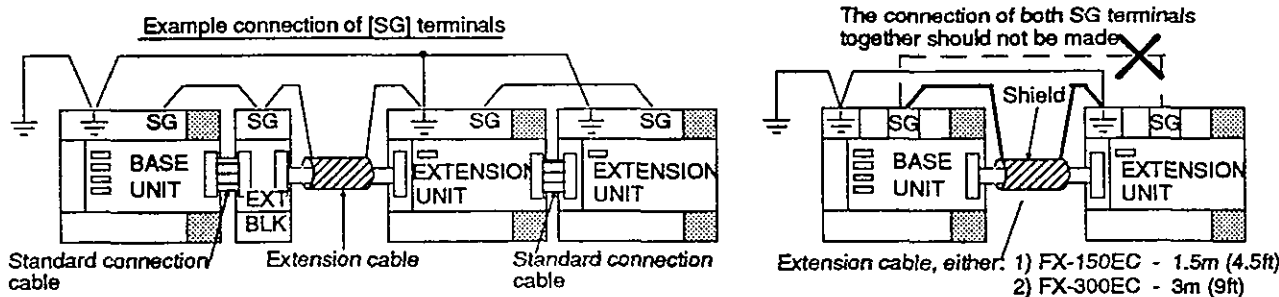 Example connection of [SG] terminals
SG
SG
SG
BASE
UNIT
EXT
BLK
EXTENSION
UNIT
EXTENSION
UNIT
Standard connection
cable
Extension cable
Standard connection
cable
The connection of both SG terminals
together should not be made
Shield
SG
SG
BASE
UNIT
EXTENSION
UNIT
Extension cable, either: 1) FX-150EC - 1.5m (4.5ft)
2) FX-300EC - 3m (9ft)